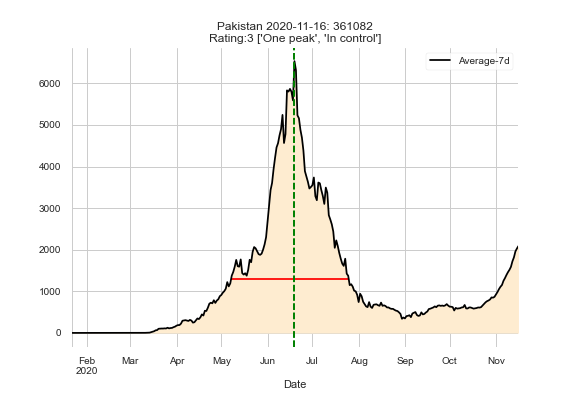 Pakistan 2020-11-16: 361082
Rating:3 ['One peak', 'In control']
Average-7d
6000
5000
4000
3000
2000
1000
0
Feb Mar Apr May Jun Jul Aug Sep Oct Nov
2020
Date